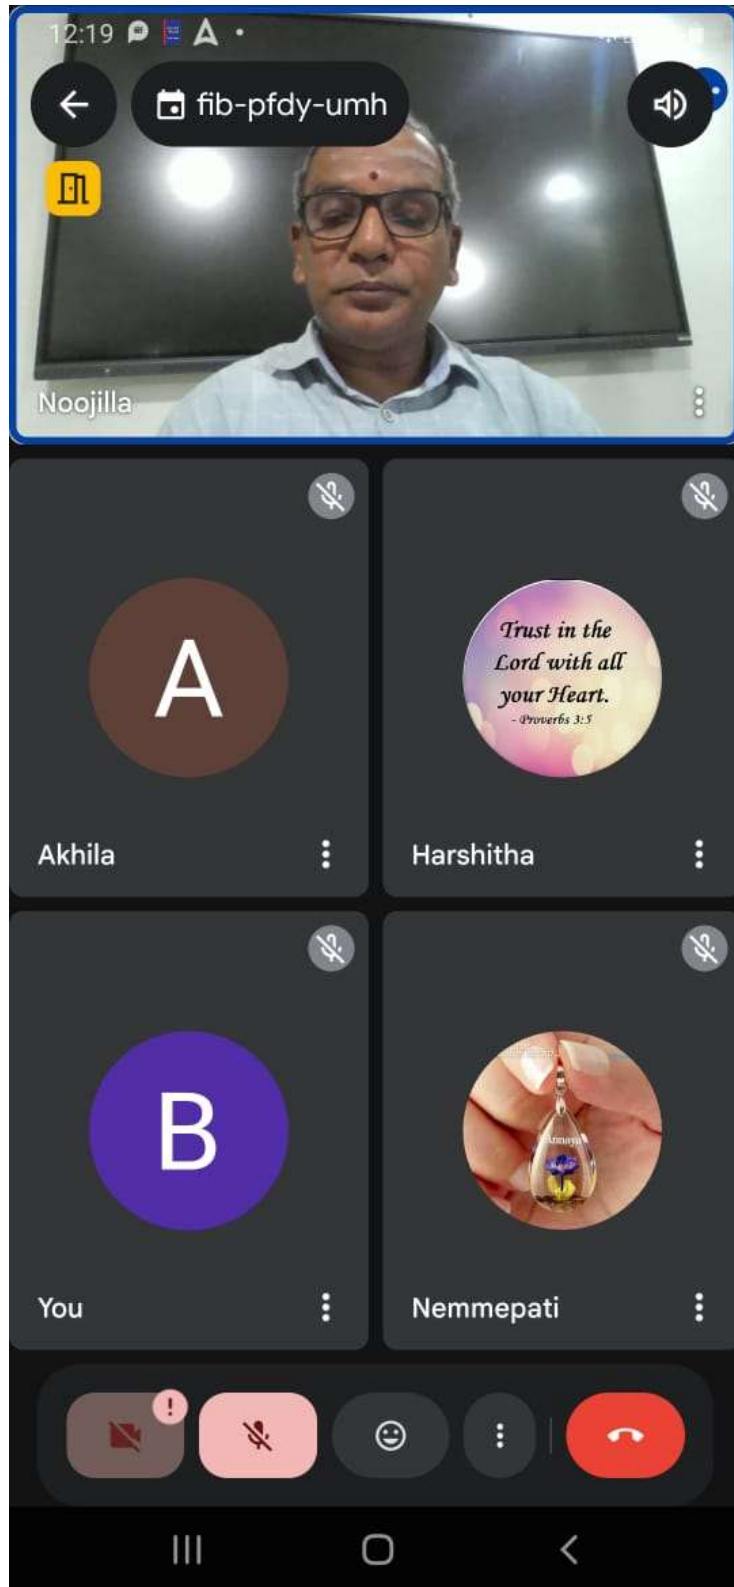 12:19
fib-pfdy-umh
Noojilla
A
Trust in the
Lord with all
your Heart.
- Proverbs 3:5
Akhila
Harshitha
B
Annaya
You
Nemmepati